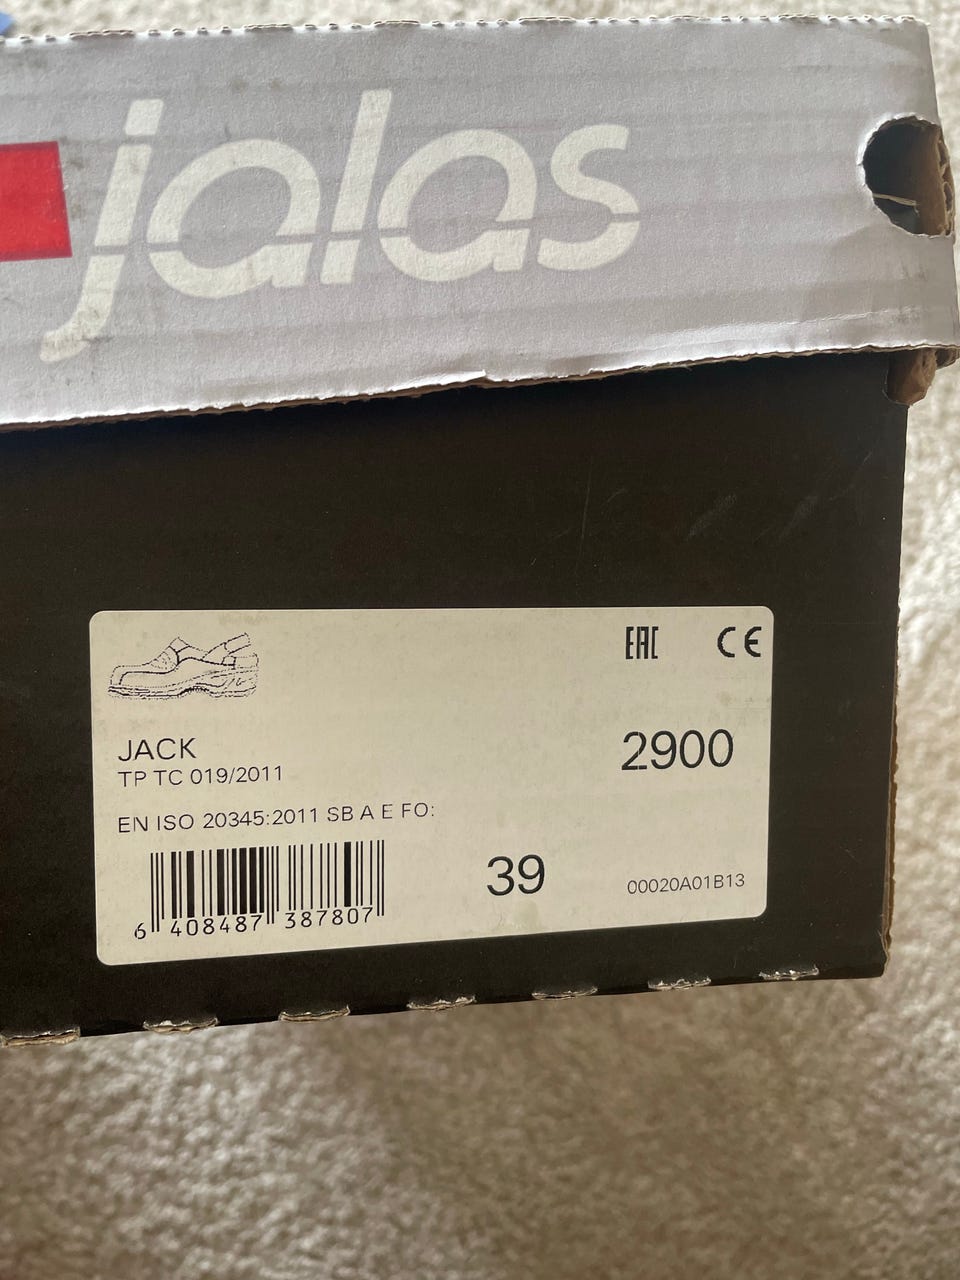 jalas
EAC CE
JACK 2900
TP TC 019/2011
EN ISO 20345:2011 SB A E FO:
39 00020A01B13
6 408487 387807